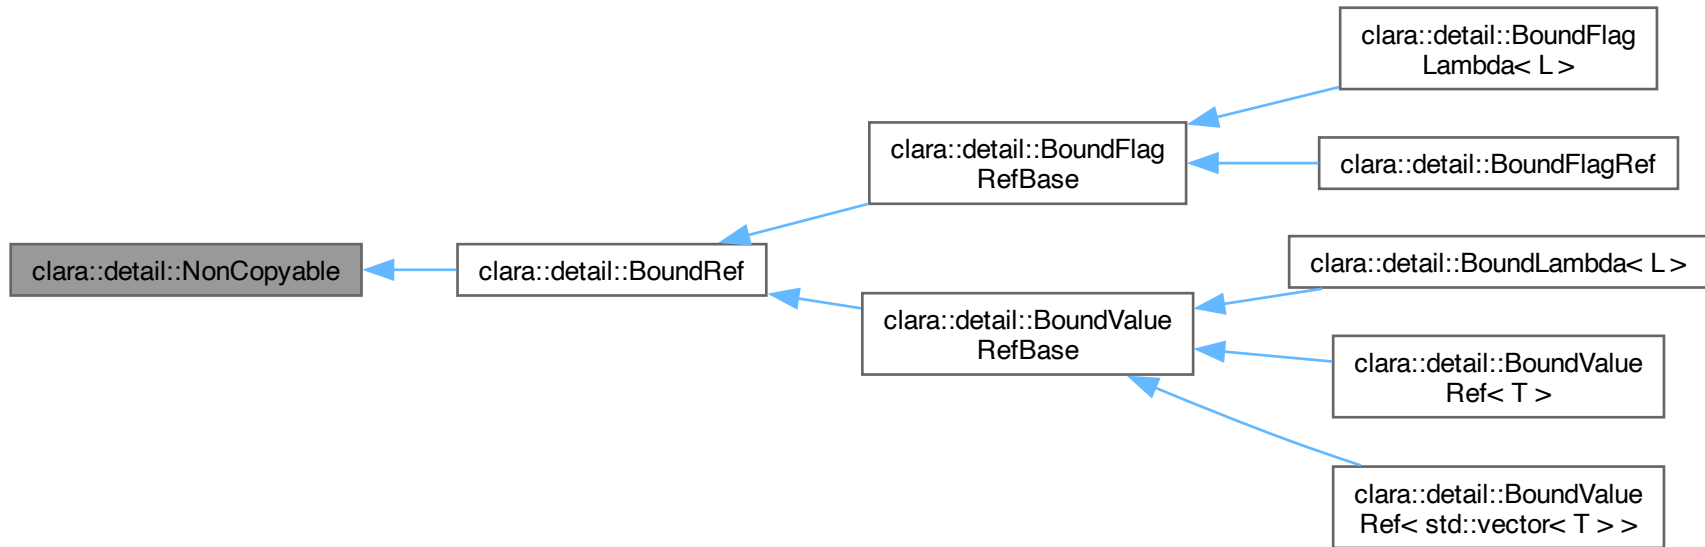 clara::detail::BoundFlag
Lambda< L >
clara::detail::BoundFlag
RefBase
clara::detail::BoundFlagRef
clara::detail::NonCopyable
clara::detail::BoundRef
clara::detail::BoundLambda< L >
clara::detail::BoundValue
RefBase
clara::detail::BoundValue
Ref< T >
clara::detail::BoundValue
Ref< std::vector< T > >